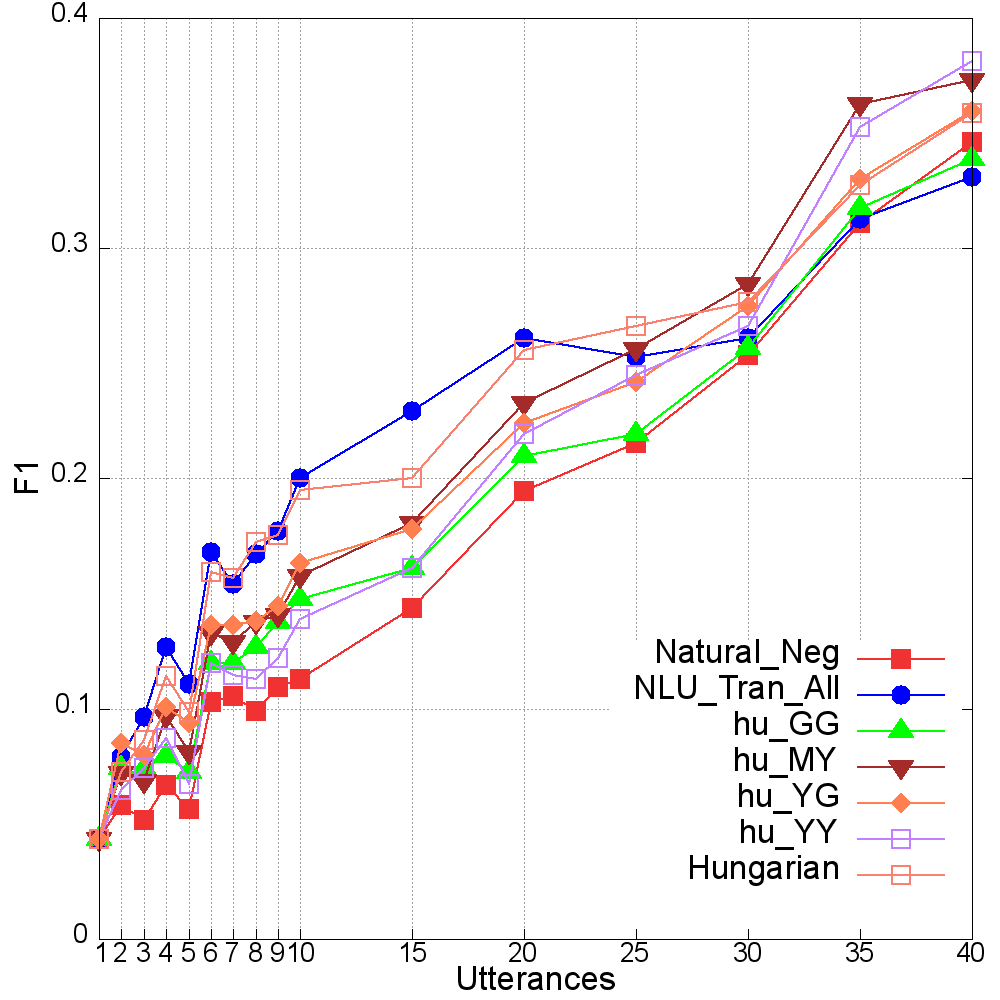 0.4
0.3
0.2
0.1
0
F1
1 2 3 4 5 6 7 8 9 10 15 20 25 30 35 40
Utterances
Natural_Neg
NLU_Tran_All
hu_GG
hu_MY
hu_YG
hu_YY
Hungarian